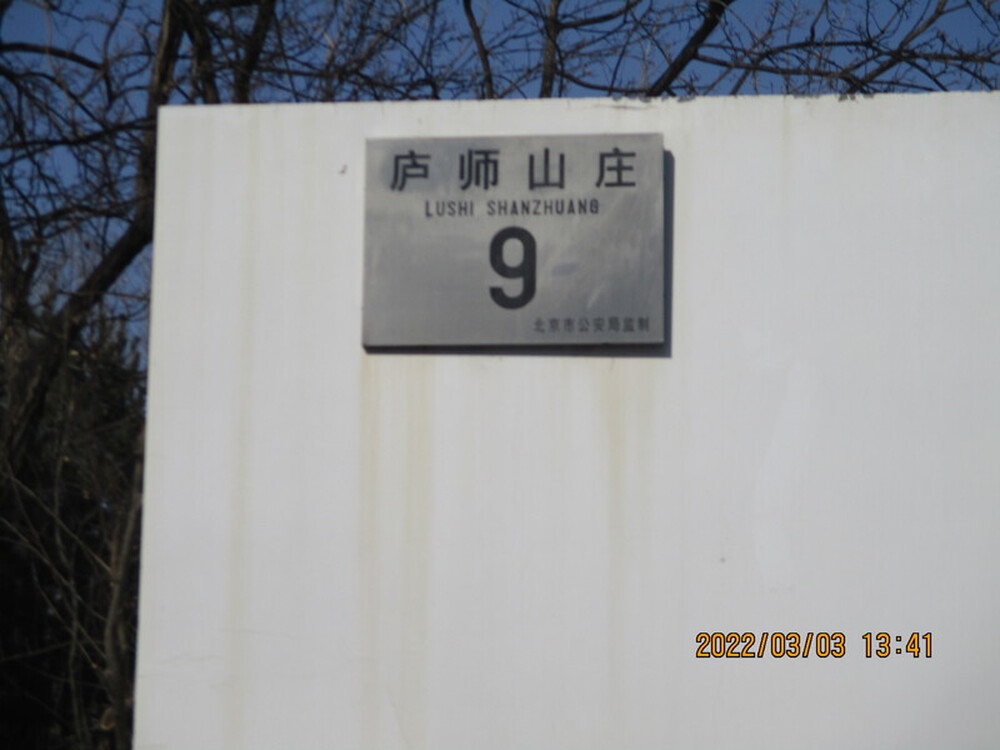 庐师山庄
LUSHI SHANZHUANG
9
北京市公安局监制
2022/03/03 13:41